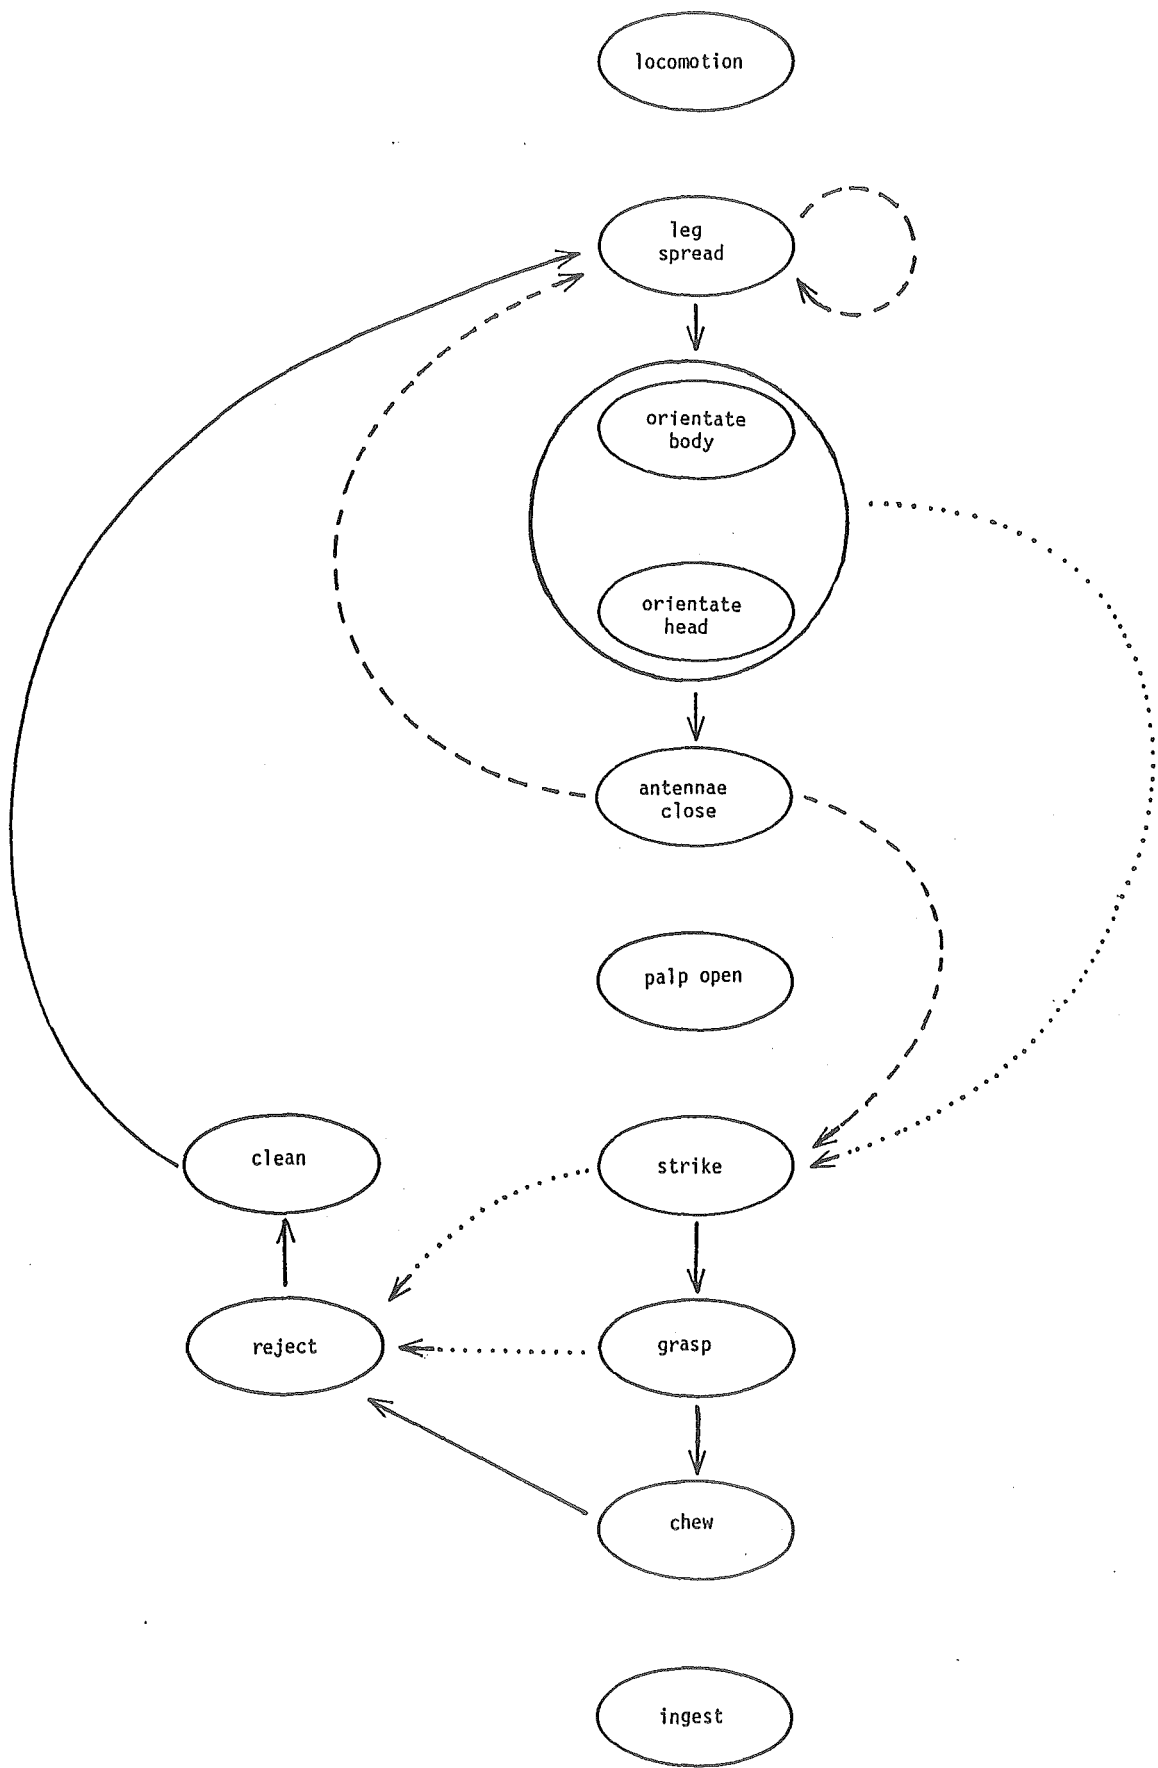 locomotion
leg
spread
orientate
body
orientate
head
antennae
close
palp open
clean
strike
reject
grasp
chew
ingest